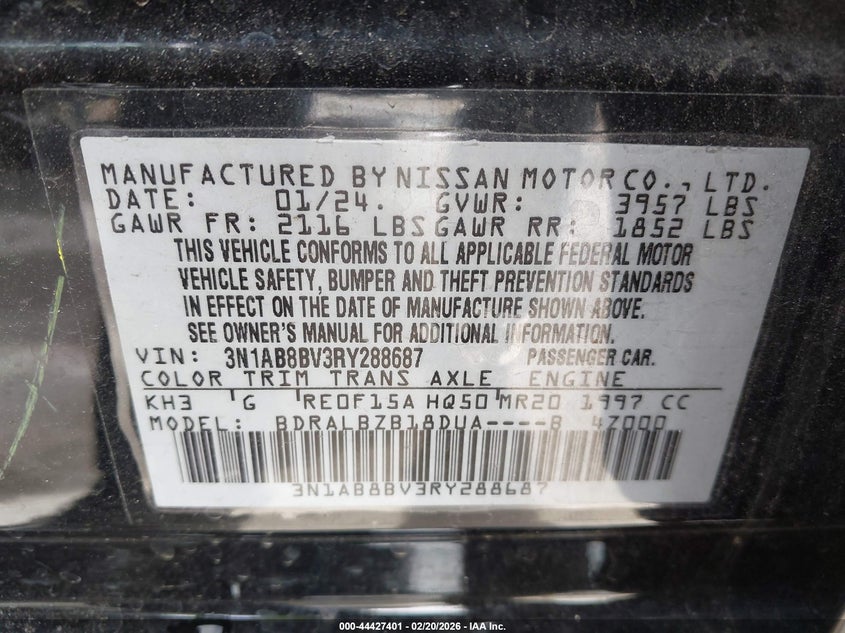 MANUFACTURED BY NISSAN MOTOR CO., LTD.
DATE: 01/24. GVWR: 3957 LBS
GAWR FR: 2116 LBS GAWR RR: 1852 LBS
THIS VEHICLE CONFORMS TO ALL APPLICABLE FEDERAL MOTOR
VEHICLE SAFETY, BUMPER AND THEFT PREVENTION STANDARDS
IN EFFECT ON THE DATE OF MANUFACTURE SHOWN ABOVE.
SEE OWNER'S MANUAL FOR ADDITIONAL INFORMATION.
VIN: 3N1AB8BV3RY288687 PASSENGER CAR.
COLOR TRIM TRANS AXLE ENGINE
KH3 G RE0F15A HQ50 MR20 1997 CC
MODEL: BDRALBZB18DUA----B 4Z000
3N1AB8BV3RY288687
000-44427401 - 02/20/2026 - IAA Inc.